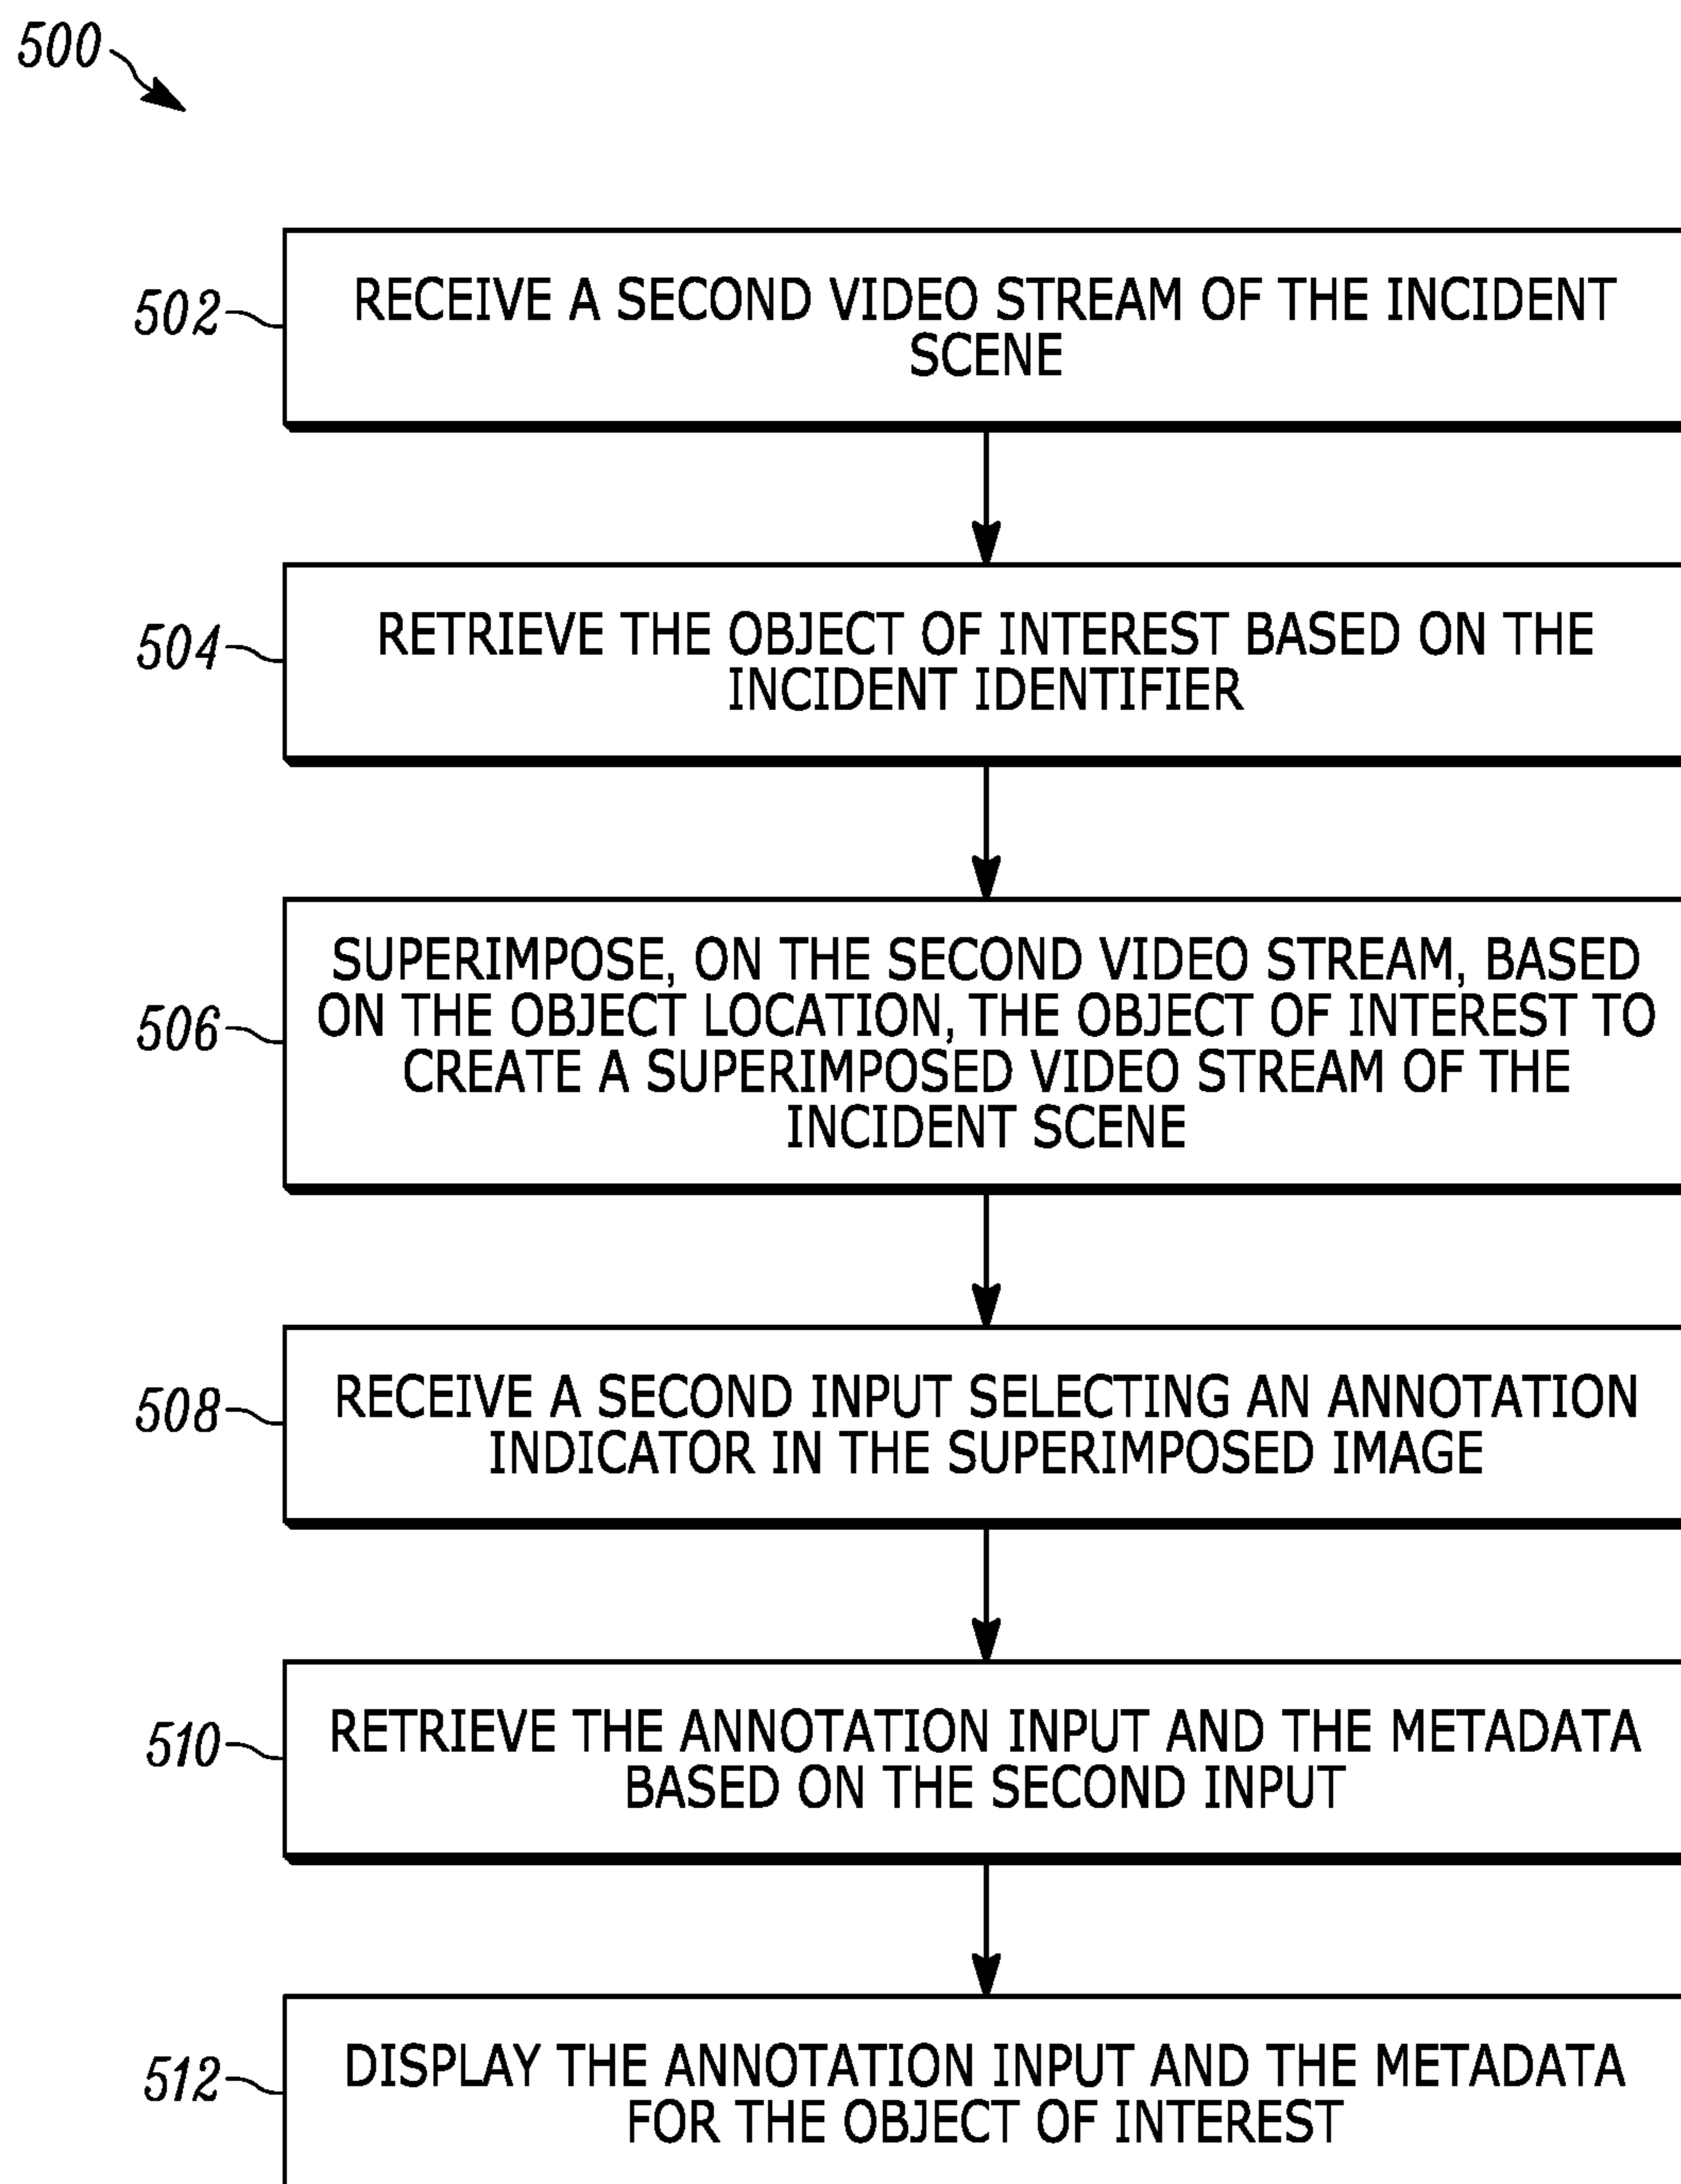 500
502
RECEIVE A SECOND VIDEO STREAM OF THE INCIDENT
SCENE
504
RETRIEVE THE OBJECT OF INTEREST BASED ON THE
INCIDENT IDENTIFIER
506
SUPERIMPOSE, ON THE SECOND VIDEO STREAM, BASED
ON THE OBJECT LOCATION, THE OBJECT OF INTEREST TO
CREATE A SUPERIMPOSED VIDEO STREAM OF THE
INCIDENT SCENE
508
RECEIVE A SECOND INPUT SELECTING AN ANNOTATION
INDICATOR IN THE SUPERIMPOSED IMAGE
510
RETRIEVE THE ANNOTATION INPUT AND THE METADATA
BASED ON THE SECOND INPUT
512
DISPLAY THE ANNOTATION INPUT AND THE METADATA
FOR THE OBJECT OF INTEREST